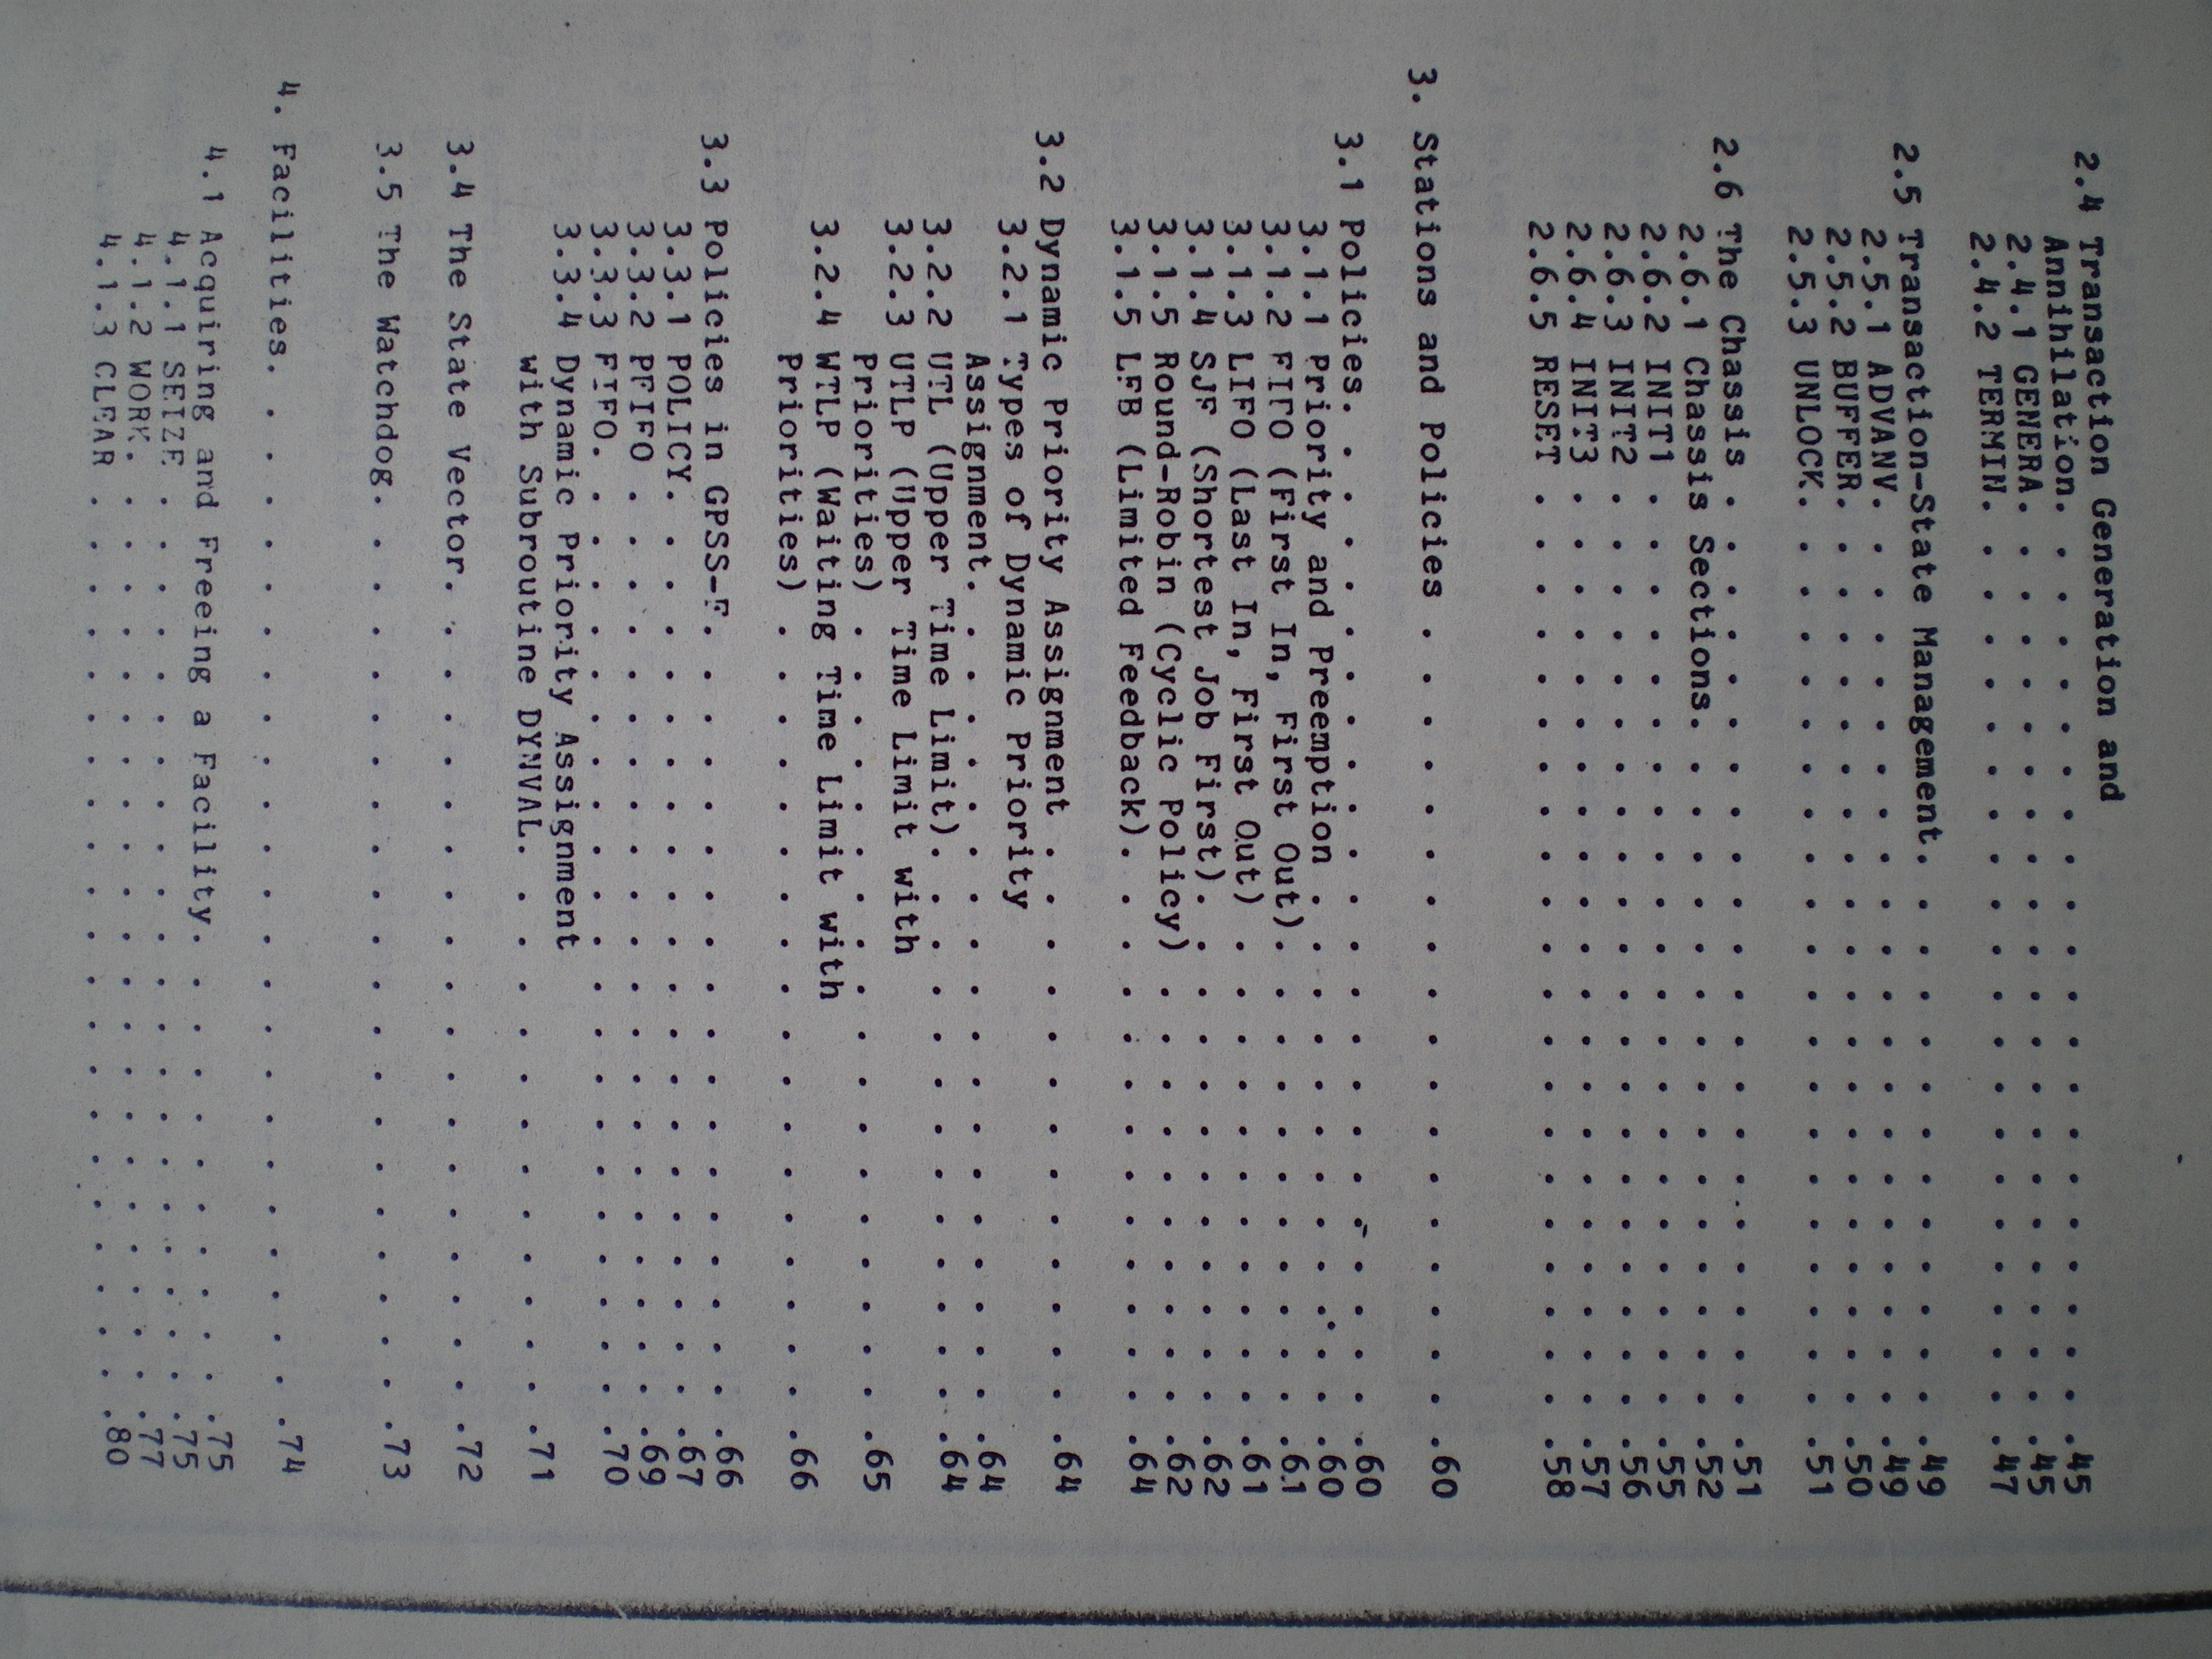 2.4 Transaction Generation and
Annihilation. . . . . . . . . . . . . . . . . . . . . .45
2.4.1 GENERA. . . . . . . . . . . . . . . . . . . . . .45
2.4.2 TERMIN. . . . . . . . . . . . . . . . . . . . . .47
2.5 Transaction-State Management. . . . . . . . . . . . . .49
2.5.1 ADVANV. . . . . . . . . . . . . . . . . . . . . .49
2.5.2 BUFFER. . . . . . . . . . . . . . . . . . . . . .50
2.5.3 UNLOCK. . . . . . . . . . . . . . . . . . . . . .51
2.6 The Chassis . . . . . . . . . . . . . . . . . . . . . .51
2.6.1 Chassis Sections. . . . . . . . . . . . . . . . .52
2.6.2 INIT1 . . . . . . . . . . . . . . . . . . . . . .55
2.6.3 INIT2 . . . . . . . . . . . . . . . . . . . . . .56
2.6.4 INIT3 . . . . . . . . . . . . . . . . . . . . . .57
2.6.5 RESET . . . . . . . . . . . . . . . . . . . . . .58
3. Stations and Policies . . . . . . . . . . . . . . . . . . .60
3.1 Policies. . . . . . . . . . . . . . . . . . . . . . . .60
3.1.1 Priority and Preemption . . . . . . . . . . . . .60
3.1.2 FIFO (First In, First Out). . . . . . . . . . . .61
3.1.3 LIFO (Last In, First Out) . . . . . . . . . . . .61
3.1.4 SJF (Shortest Job First). . . . . . . . . . . . .62
3.1.5 Round-Robin (Cyclic Policy) . . . . . . . . . . .62
3.1.5 LFB (Limited Feedback). . . . . . . . . . . . . .64
3.2 Dynamic Priority Assignment . . . . . . . . . . . . . .64
3.2.1 Types of Dynamic Priority
Assignment. . . . . . . . . . . . . . . . . . . . .64
3.2.2 UTL (Upper Time Limit). . . . . . . . . . . . . .64
3.2.3 UTLP (Upper Time Limit with
Priorities) . . . . . . . . . . . . . . . . . . . .65
3.2.4 WTLP (Waiting Time Limit with
Priorities) . . . . . . . . . . . . . . . . . . . .66
3.3 Policies in GPSS-F. . . . . . . . . . . . . . . . . . .66
3.3.1 POLICY. . . . . . . . . . . . . . . . . . . . . .67
3.3.2 PFIFO . . . . . . . . . . . . . . . . . . . . . .69
3.3.3 FIFO. . . . . . . . . . . . . . . . . . . . . . .70
3.3.4 Dynamic Priority Assignment
with Subroutine DYNVAL. . . . . . . . . . . . . . .71
3.4 The State Vector. . . . . . . . . . . . . . . . . . . .72
3.5 The Watchdog. . . . . . . . . . . . . . . . . . . . . .73
4. Facilities. . . . . . . . . . . . . . . . . . . . . . . . .74
4.1 Acquiring and Freeing a Facility. . . . . . . . . . . .75
4.1.1 SEIZE . . . . . . . . . . . . . . . . . . . . . .75
4.1.2 WORK. . . . . . . . . . . . . . . . . . . . . . .77
4.1.3 CLEAR . . . . . . . . . . . . . . . . . . . . . .80